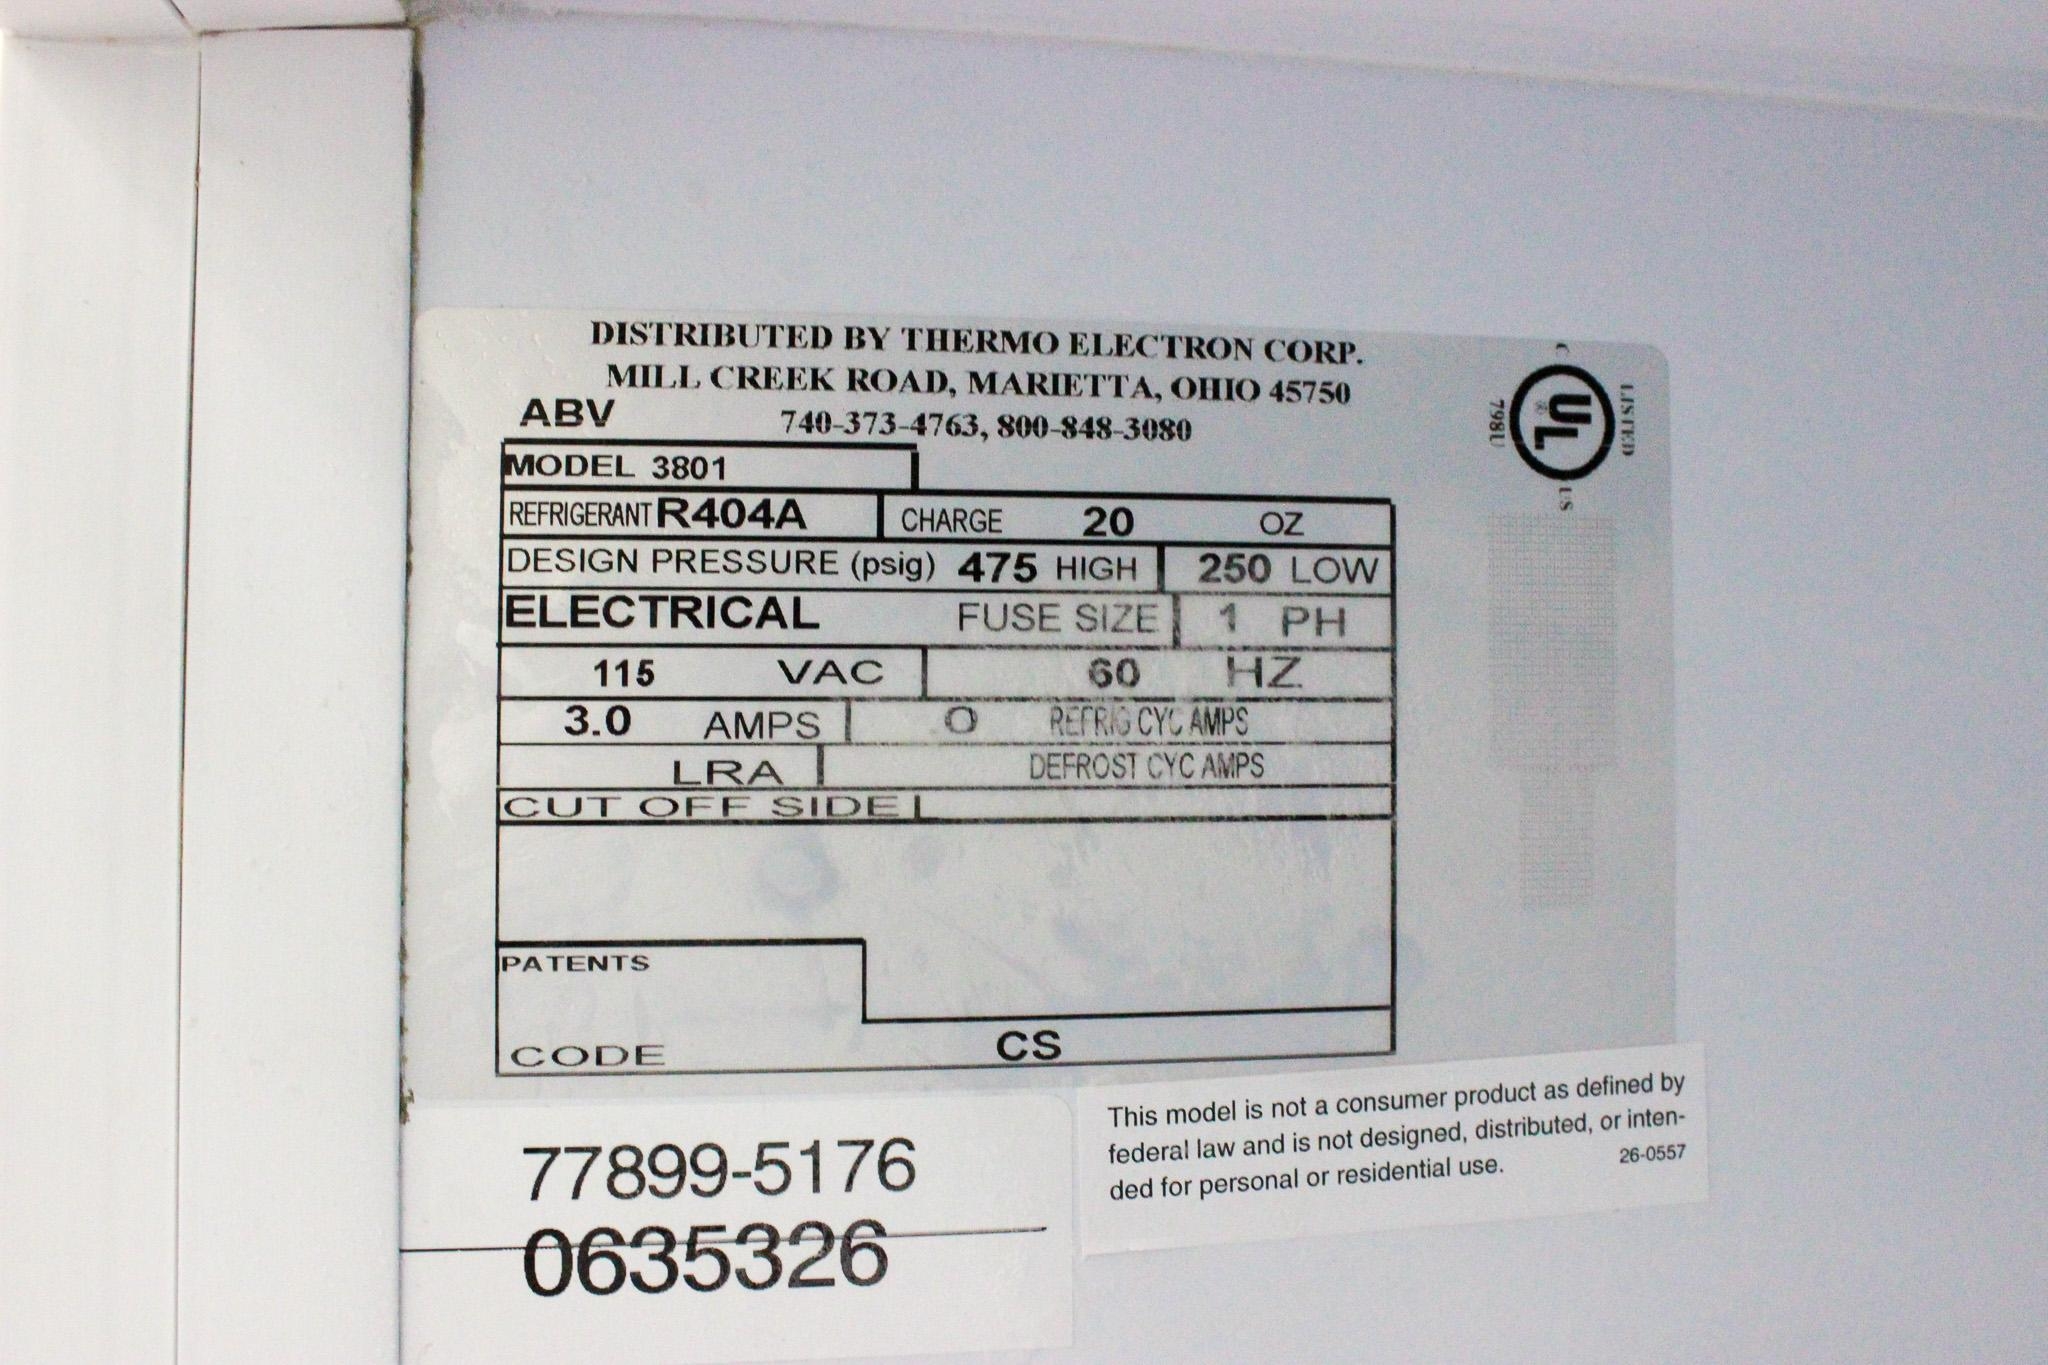 DISTRIBUTED BY THERMO ELECTRON CORP.
MILL CREEK ROAD, MARIETTA, OHIO 45750
ABV 740-373-4763, 800-848-3080
C UL ® US
LISTED
798U
MODEL 3801
REFRIGERANT R404A CHARGE 20 OZ
DESIGN PRESSURE (psig) 475 HIGH 250 LOW
ELECTRICAL FUSE SIZE 1 PH
115 VAC 60 HZ
3.0 AMPS 0 REFRIG CYC AMPS
LRA DEFROST CYC AMPS
CUT OFF SIDE
PATENTS
CODE CS
77899-5176
0635326
This model is not a consumer product as defined by
federal law and is not designed, distributed, or inten-
ded for personal or residential use. 26-0557